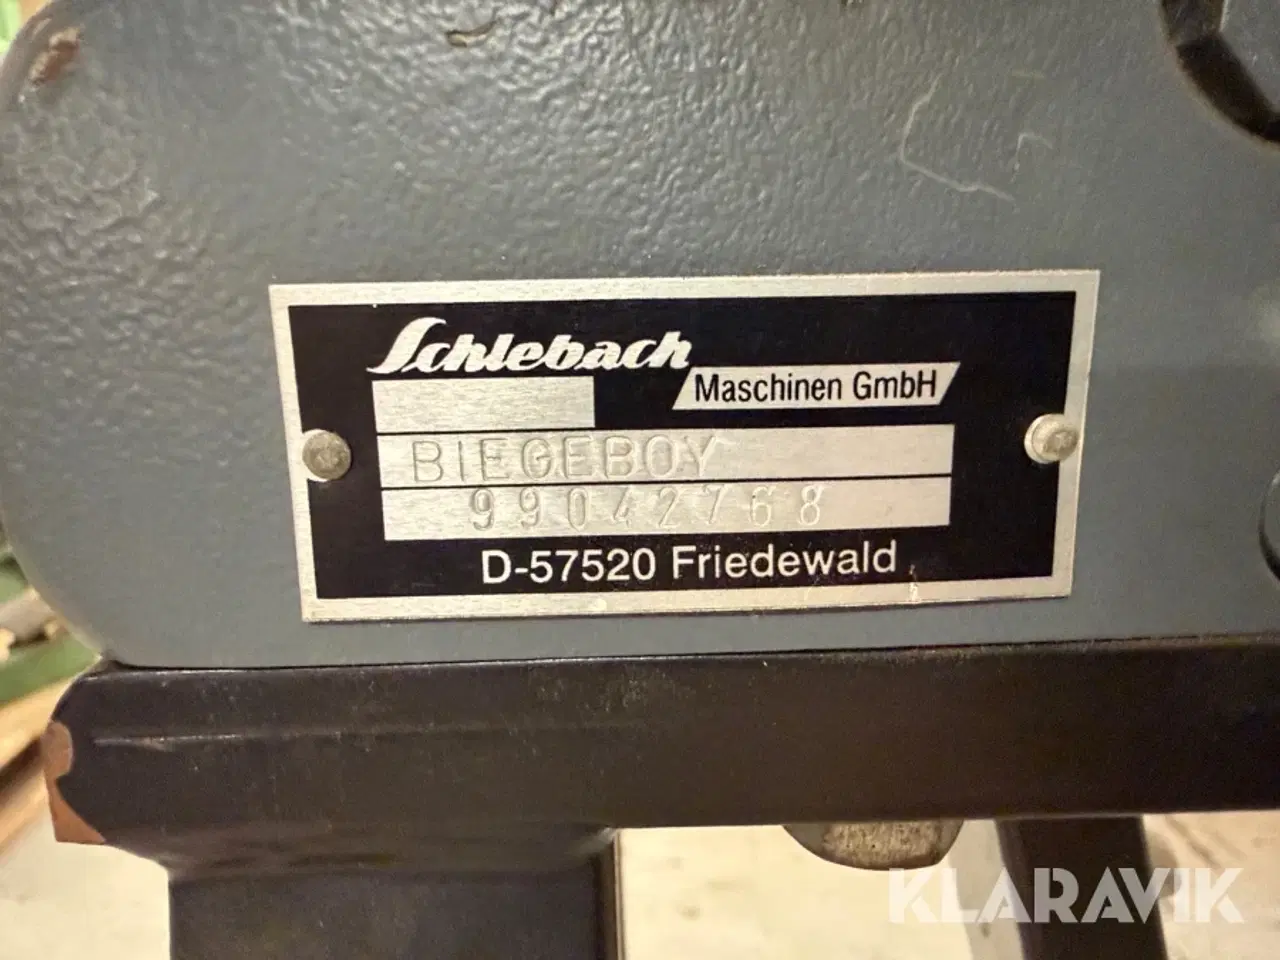 Schlebach
Maschinen GmbH
BIEGEBOY
99042768
D-57520 Friedewald
KLARAVIK